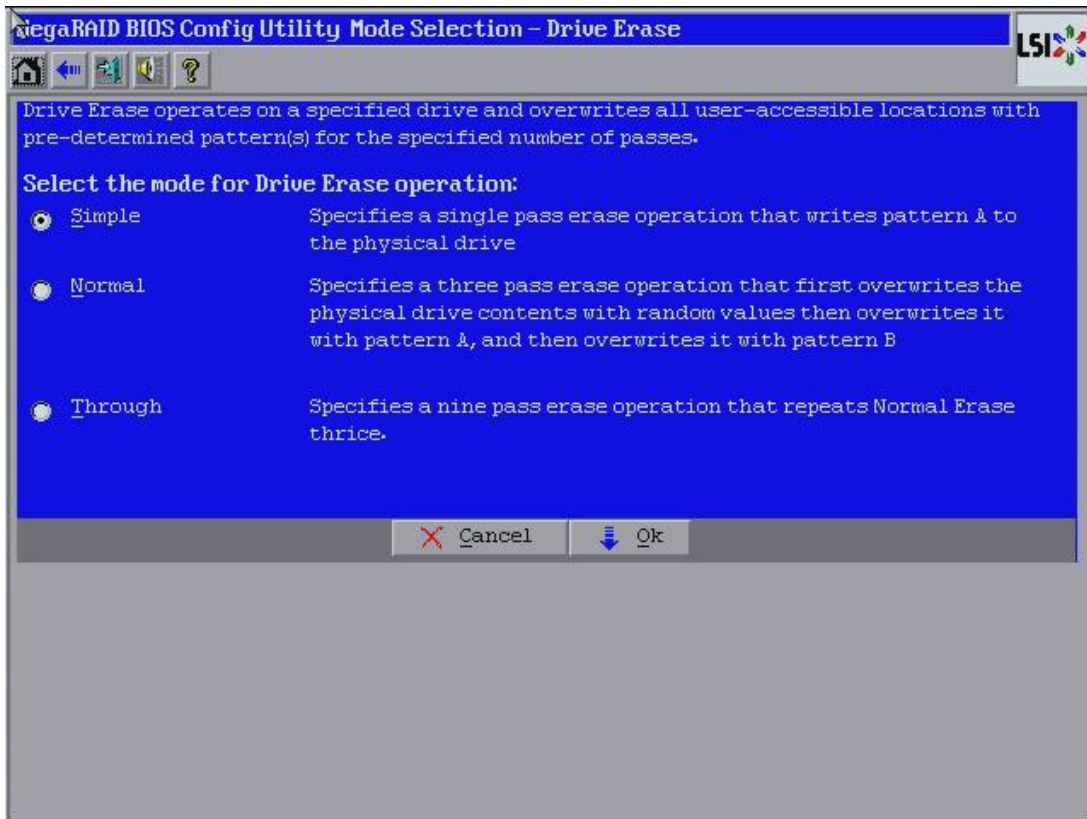 MegaRAID BIOS Config Utility Mode Selection - Drive Erase
LSI
Drive Erase operates on a specified drive and overwrites all user-accessible locations with
pre-determined pattern(s) for the specified number of passes.
Select the mode for Drive Erase operation:
Simple Specifies a single pass erase operation that writes pattern A to
the physical drive
Normal Specifies a three pass erase operation that first overwrites the
physical drive contents with random values then overwrites it
with pattern A, and then overwrites it with pattern B
Through Specifies a nine pass erase operation that repeats Normal Erase
thrice.
Cancel Ok